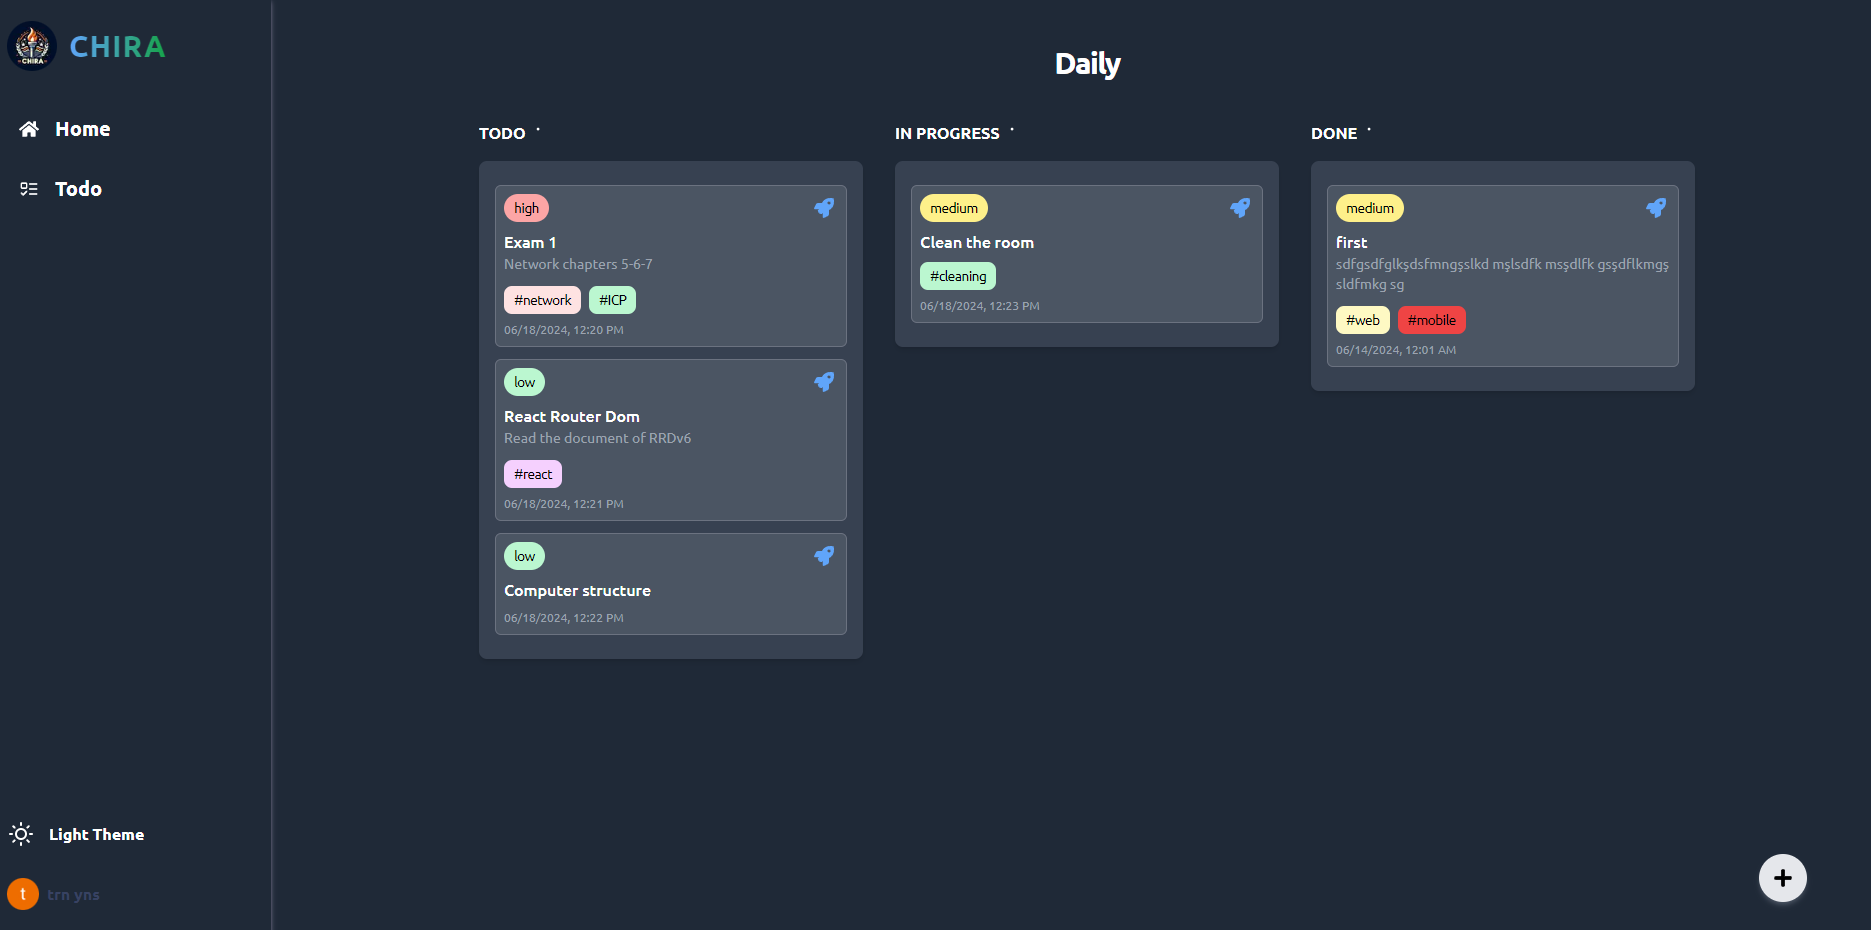 CHIRA
CHIRA
Home
Todo
Light Theme
t
trn yns
Daily
TODO
high
Exam 1
Network chapters 5-6-7
#network #ICP
06/18/2024, 12:20 PM
low
React Router Dom
Read the document of RRDv6
#react
06/18/2024, 12:21 PM
low
Computer structure
06/18/2024, 12:22 PM
IN PROGRESS
medium
Clean the room
#cleaning
06/18/2024, 12:23 PM
DONE
medium
first
sdfgsdfglkşdsfmngşslkd mşlsdfk msşdlfk gsşdflkmgş
sldfmkg sg
#web #mobile
06/14/2024, 12:01 AM